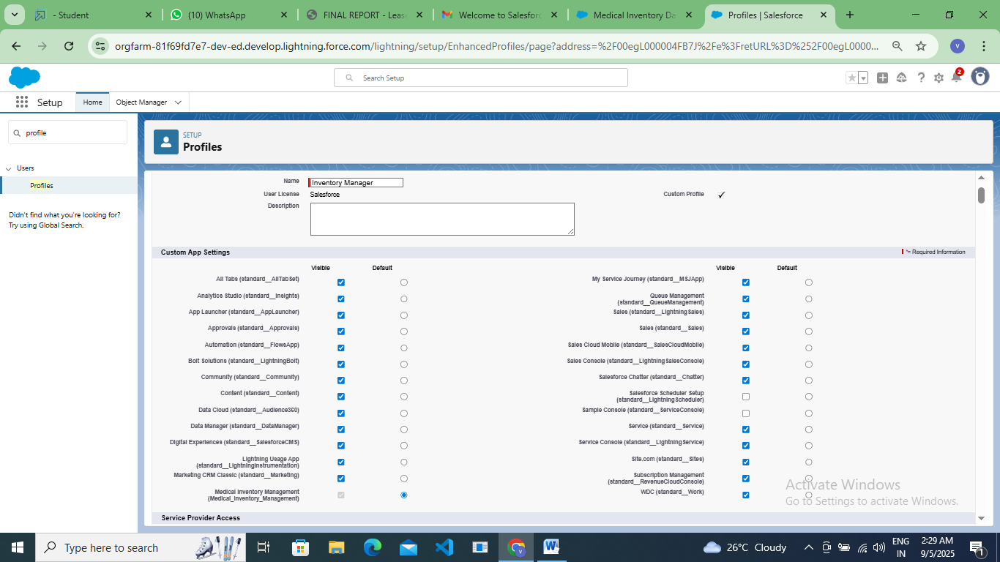 - Student
(10) WhatsApp
FINAL REPORT - Leas
Welcome to Salesforc
Medical Inventory Da
Profiles | Salesforce
orgfarm-81f69fd7e7-dev-ed.develop.lightning.force.com/lightning/setup/EnhancedProfiles/page?address=%2F00egL000004FB7J%2Fe%3FretURL%3D%252F00egL0000...
V
Search Setup
2
Setup
Home
Object Manager
profile
Users
Profiles
Didn't find what you're looking for?
Try using Global Search.
SETUP
Profiles
Name
Inventory Manager
User License
Salesforce
Custom Profile
Description
Custom App Settings
= Required Information
Visible
Default
Visible
Default
All Tabs (standard__AllTabSet)
My Service Journey (standard__MSJApp)
Analytics Studio (standard__Insights)
Queue Management
(standard__QueueManagement)
App Launcher (standard__AppLauncher)
Sales (standard__LightningSales)
Approvals (standard__Approvals)
Sales (standard__Sales)
Automation (standard__FlowsApp)
Sales Cloud Mobile (standard__SalesCloudMobile)
Bolt Solutions (standard__LightningBolt)
Sales Console (standard__LightningSalesConsole)
Community (standard__Community)
Salesforce Chatter (standard__Chatter)
Content (standard__Content)
Salesforce Scheduler Setup
(standard__LightningScheduler)
Data Cloud (standard__Audience360)
Sample Console (standard__ServiceConsole)
Data Manager (standard__DataManager)
Service (standard__Service)
Digital Experiences (standard__SalesforceCMS)
Service Console (standard__LightningService)
Lightning Usage App
(standard__LightningInstrumentation)
Site.com (standard__Sites)
Marketing CRM Classic (standard__Marketing)
Subscription Management
(standard__RevenueCloudConsole)
Medical Inventory Management
(Medical_Inventory_Management)
WDC (standard__Work)
Service Provider Access
Activate Windows
Go to Settings to activate Windows.
Type here to search
26°C Cloudy
ENG
IN
2:29 AM
9/5/2025
1